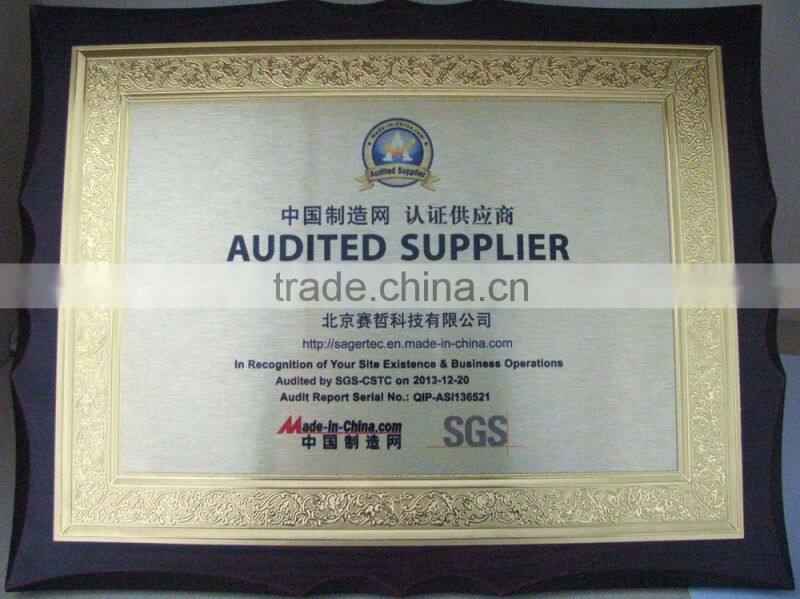 Made-in-China.com
Audited Supplier
中国制造网 认证供应商
AUDITED SUPPLIER
trade.china.cn
北京赛哲科技有限公司
http://sagertec.en.made-in-china.com
In Recognition of Your Site Existence & Business Operations
Audited by SGS-CSTC on 2013-12-20
Audit Report Serial No.: QIP-ASI136521
Made-in-China.com
中国制造网
SGS